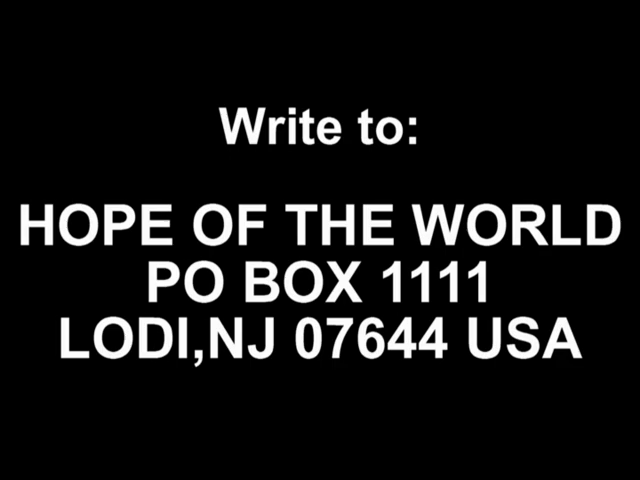 Write to:
HOPE OF THE WORLD
PO BOX 1111
LODI,NJ 07644 USA